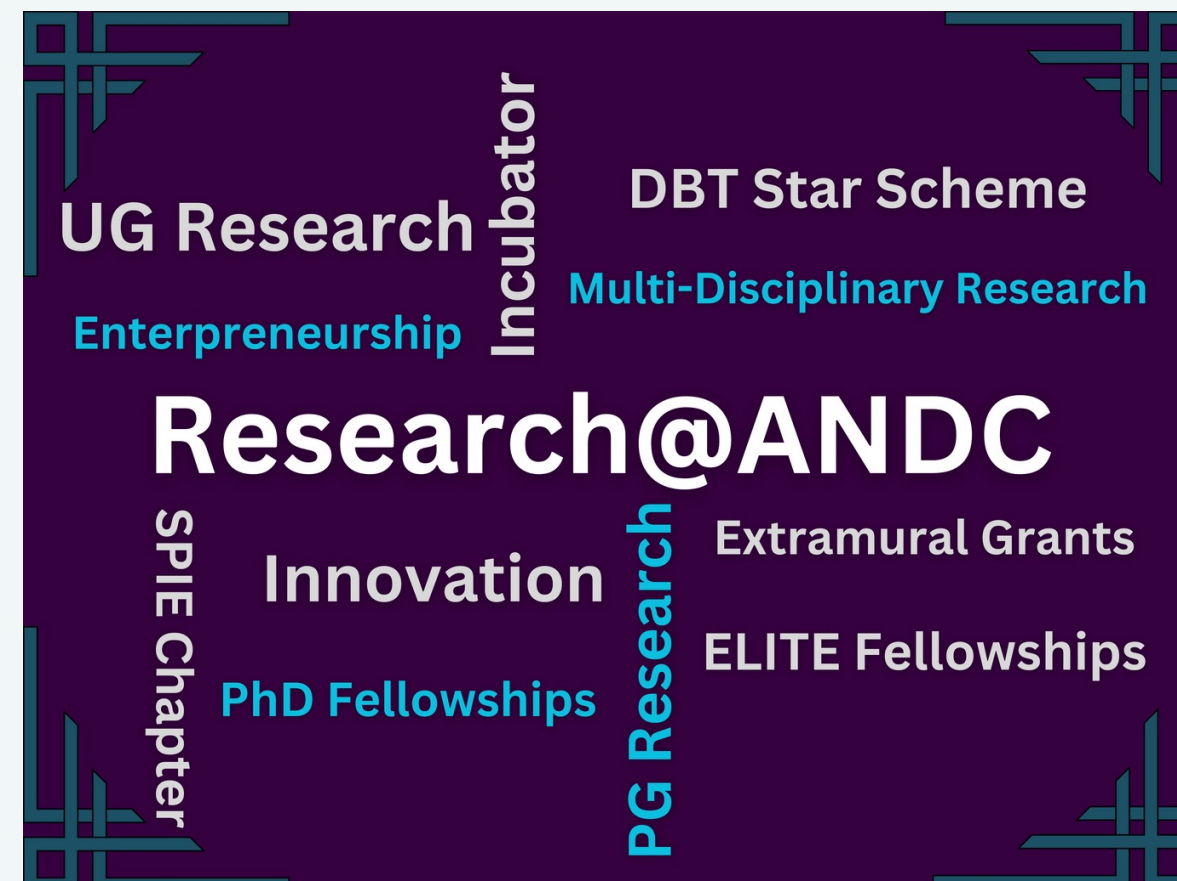 UG Research
Incubator
DBT Star Scheme
Multi-Disciplinary Research
Enterpreneurship
Research@ANDC
SPIE Chapter
Innovation
PhD Fellowships
PG Research
Extramural Grants
ELITE Fellowships